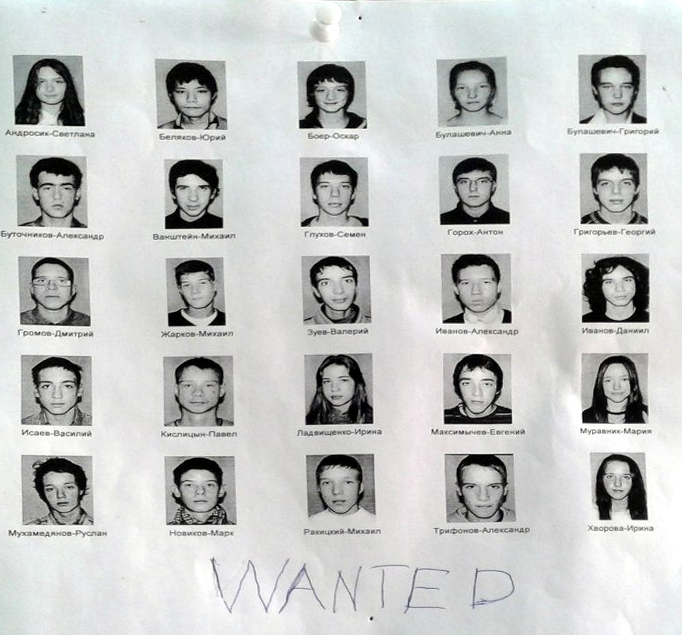 Андросик-Светлана Беляков-Юрий Боер-Оскар Булашевич-Анна Булашевич-Григорий
Буточников-Александр Ванштейн-Михаил Глухов-Семен Горох-Антон Григорьев-Георгий
Громов-Дмитрий Жарков-Михаил Зуев-Валерий Иванов-Александр Иванов-Даниил
Исаев-Василий Кислицын-Павел Ладвищенко-Ирина Максимычев-Евгений Муравник-Мария
Мухамедянов-Руслан Новиков-Марк Ракицкий-Михаил Трифонов-Александр Хворова-Ирина
WANTED